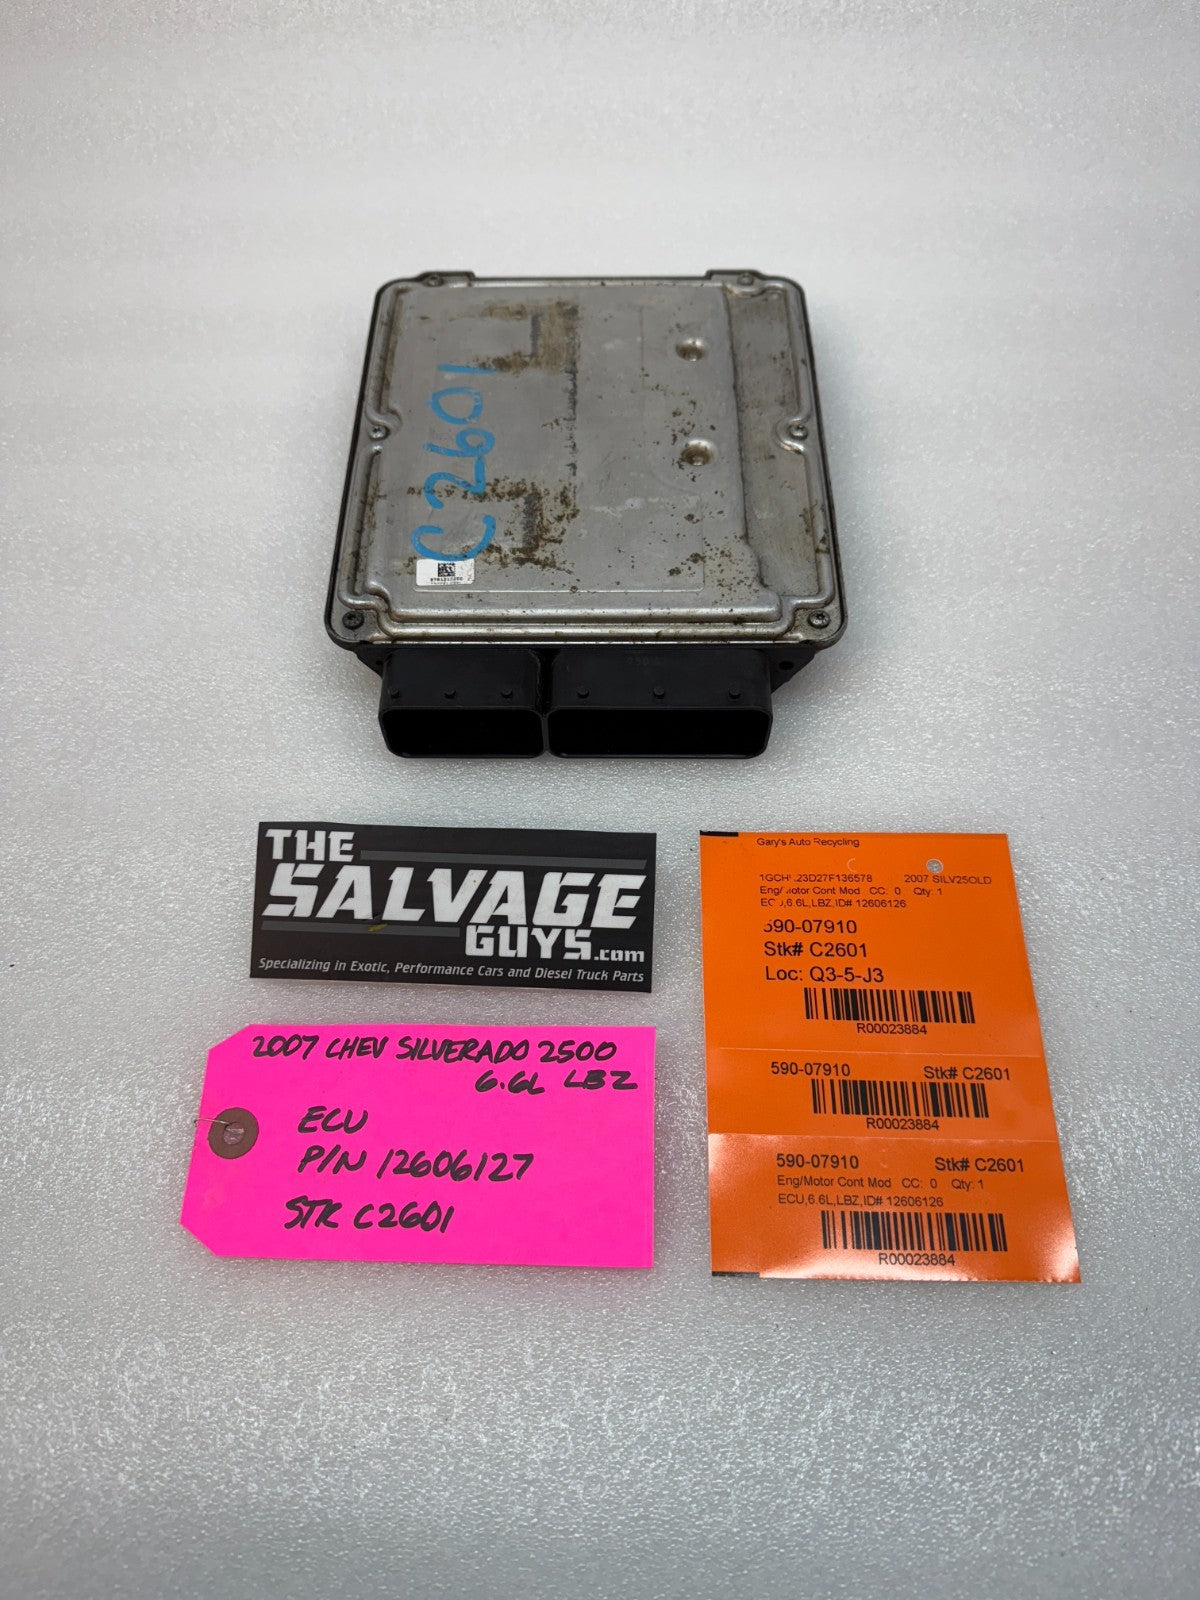 C2601
THE
SALVAGE
GUYS.com
Specializing in Exotic, Performance Cars and Diesel Truck Parts
2007 CHEV SILVERADO 2500
6.6L LBZ
ECU
P/N 12606127
STK C2601
Gary's Auto Recycling
2007 SILV25OLD
Eng/Motor Cont Mod CC: 0 Qty: 1
ECU,6.6L,LBZ,ID# 12606126
590-07910
Stk# C2601
Loc: Q3-5-J3
R00023884
590-07910 Stk# C2601
R00023884
590-07910 Stk# C2601
Eng/Motor Cont Mod CC: 0 Qty: 1
ECU,6.6L,LBZ,ID# 12606126
R00023884